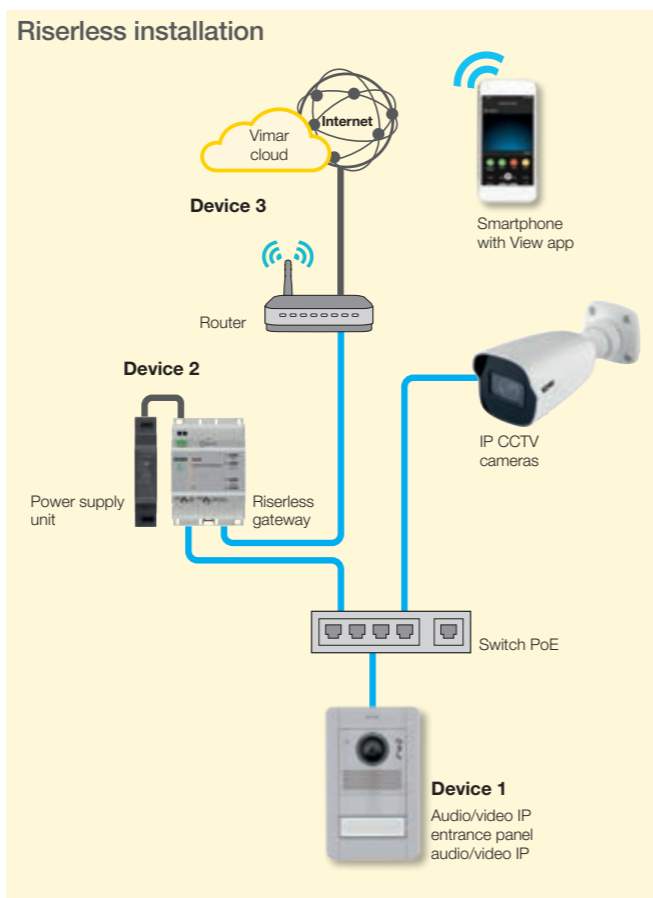 Riserless installation
Internet
Vimar
cloud
Device 3
Smartphone
with View app
Router
Device 2
IP CCTV
cameras
Power supply
unit
Riserless
gateway
Switch PoE
Device 1
Audio/video IP
entrance panel
audio/video IP